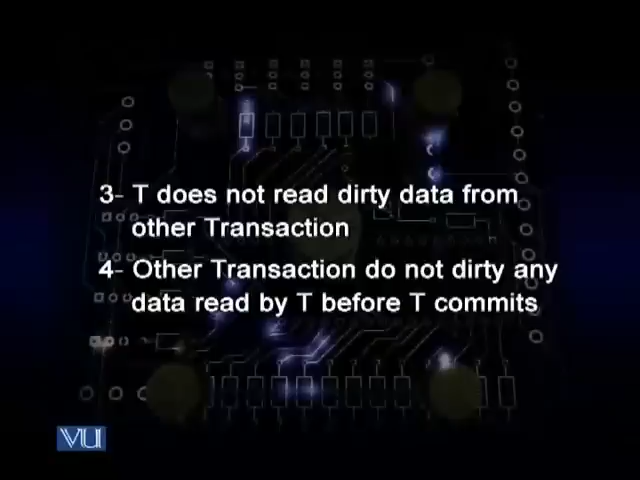 3- T does not read dirty data from
other Transaction
4- Other Transaction do not dirty any
data read by T before T commits
VU